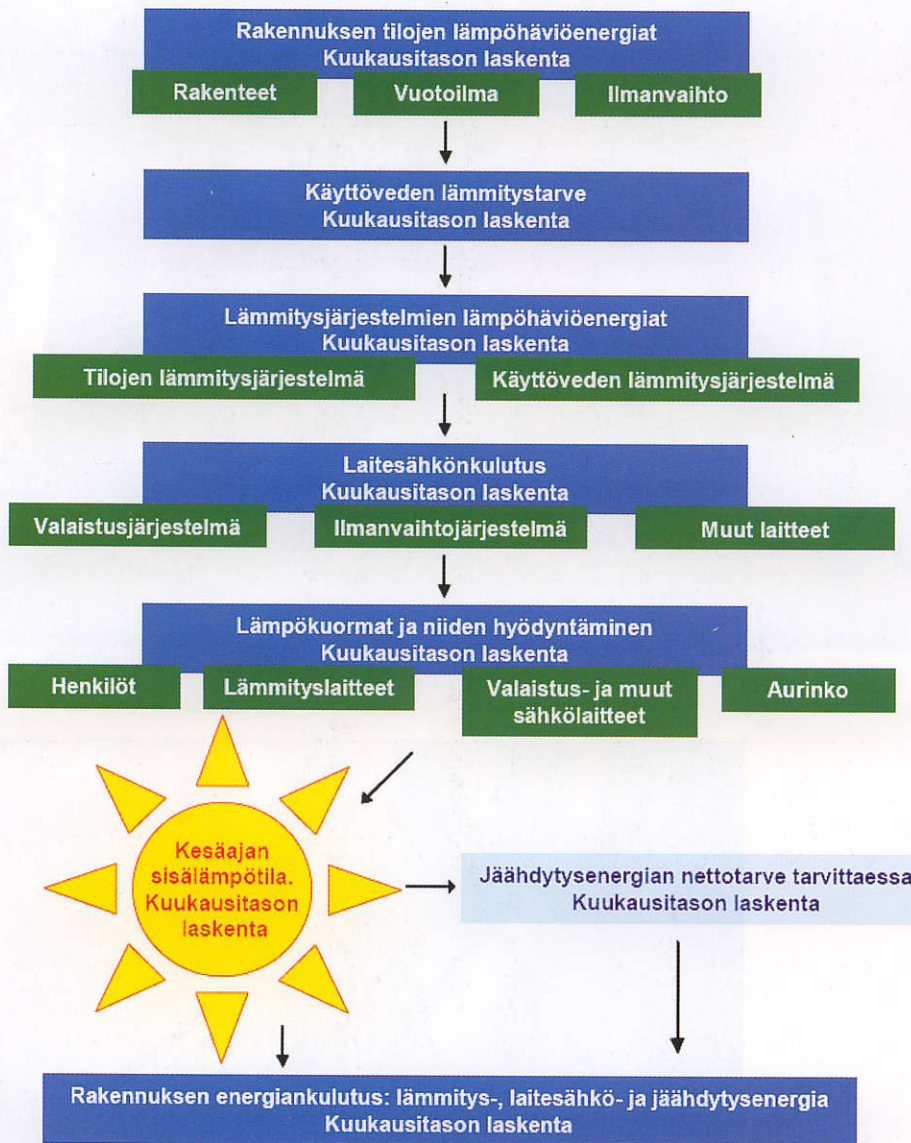 Rakennuksen tilojen lämpöhäviöenergiat
Kuukausitason laskenta
Rakenteet
Vuotoilma
Ilmanvaihto
Käyttöveden lämmitystarve
Kuukausitason laskenta
Lämmitysjärjestelmien lämpöhäviöenergiat
Kuukausitason laskenta
Tilojen lämmitysjärjestelmä
Käyttöveden lämmitysjärjestelmä
Laitesähkönkulutus
Kuukausitason laskenta
Valaistusjärjestelmä
Ilmanvaihtojärjestelmä
Muut laitteet
Lämpökuormat ja niiden hyödyntäminen
Kuukausitason laskenta
Henkilöt
Lämmityslaitteet
Valaistus- ja muut
sähkölaitteet
Aurinko
Kesäajan
sisälämpötila.
Kuukausitason
laskenta
Jäähdytysenergian nettotarve tarvittaessa
Kuukausitason laskenta
Rakennuksen energiankulutus: lämmitys-, laitesähkö- ja jäähdytysenergia
Kuukausitason laskenta